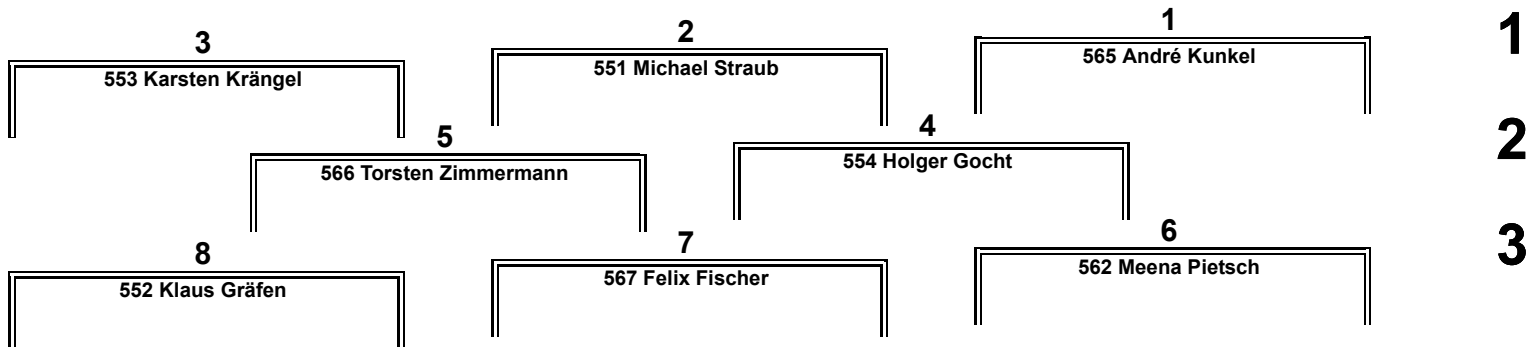 3 2 1 1
553 Karsten Krängel 551 Michael Straub 565 André Kunkel
5 4 2
566 Torsten Zimmermann 554 Holger Gocht
8 7 6 3
552 Klaus Gräfen 567 Felix Fischer 562 Meena Pietsch